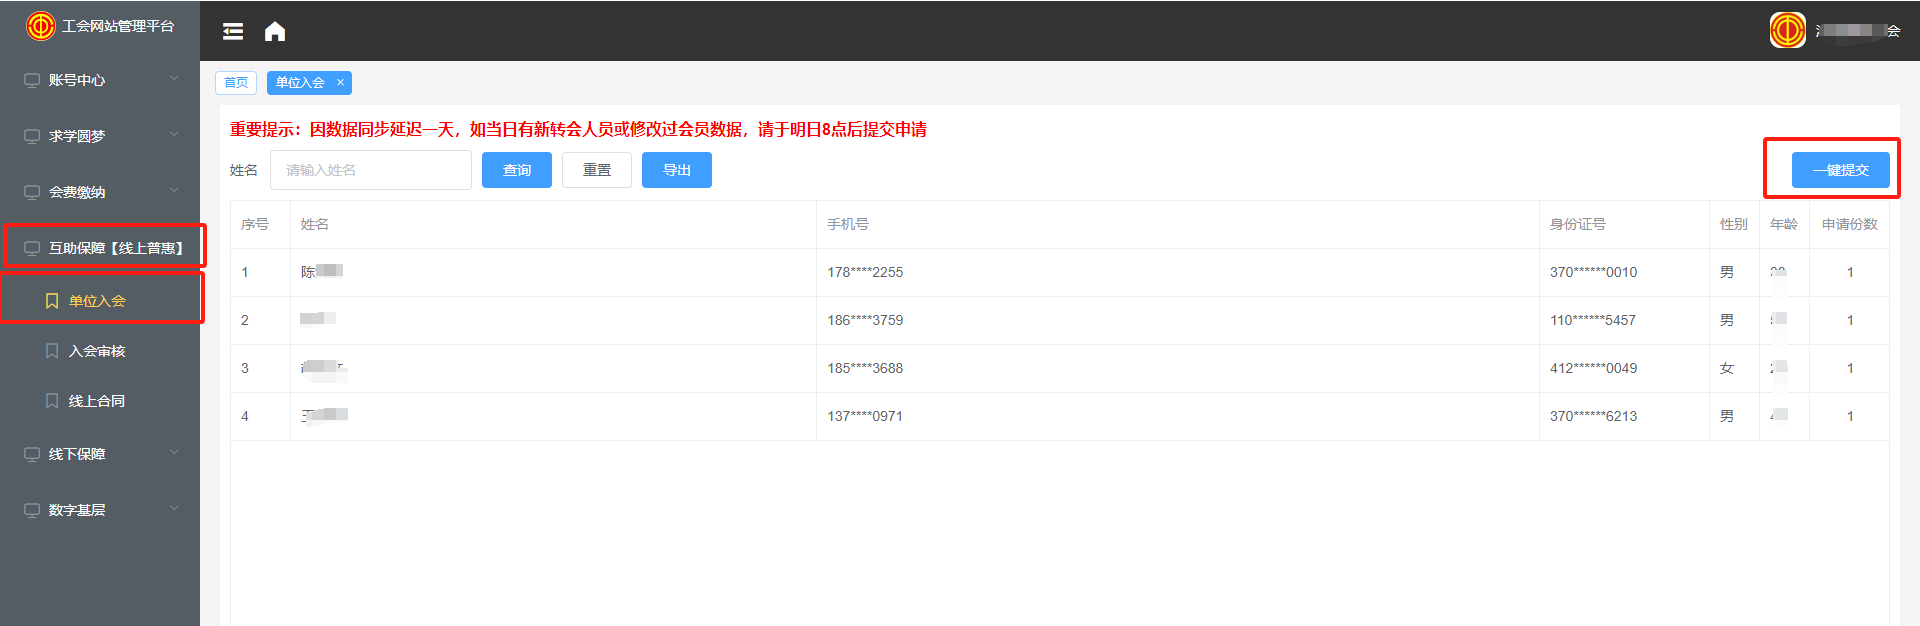 工会网站管理平台
会
账号中心
求学圆梦
会费缴纳
互助保障【线上普惠】
单位入会
入会审核
线上合同
线下保障
数字基层
首页 单位入会 ×
重要提示：因数据同步延迟一天，如当日有新转会人员或修改过会员数据，请于明日8点后提交申请
姓名 请输入姓名 查询 重置 导出 一键提交
序号 姓名 手机号 身份证号 性别 年龄 申请份数
1 陈 178****2255 370******0010 男 1
2 186****3759 110******5457 男 1
3 185****3688 412******0049 女 1
4 王 137****0971 370******6213 男 1